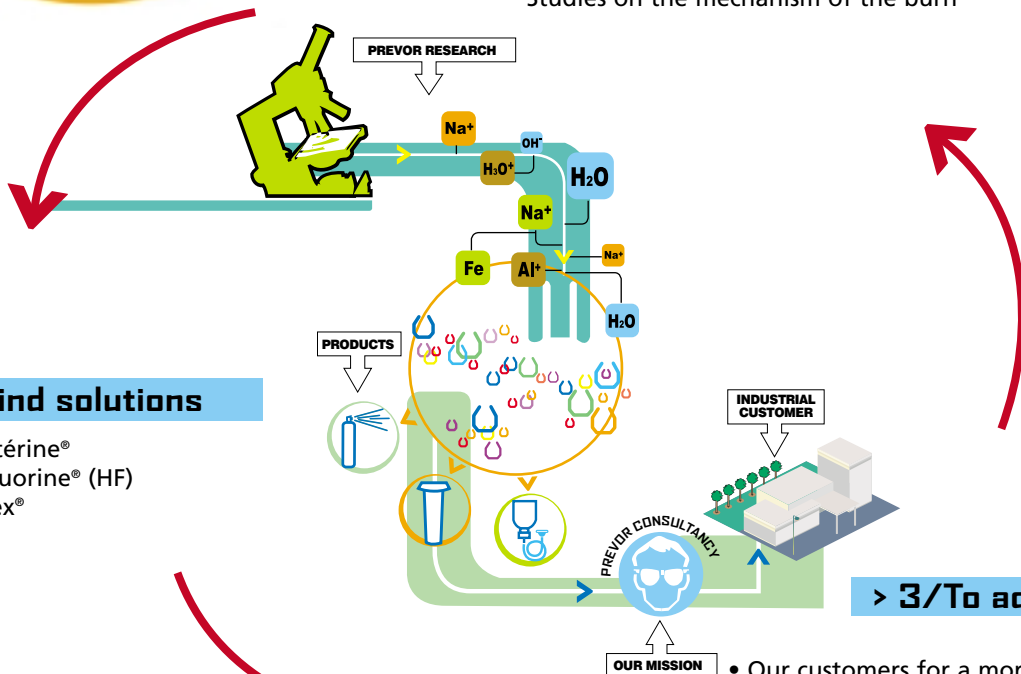 Studies on the mechanism of the burn
PREVOR RESEARCH
Na+
OH-
H3O+
H2O
Na+
Na+
Fe
Al+
H2O
PRODUCTS
ind solutions
térine®
uorine® (HF)
ex®
INDUSTRIAL
CUSTOMER
PREVOR CONSULTANCY
> 3/To ad
OUR MISSION
• Our customers for a mor